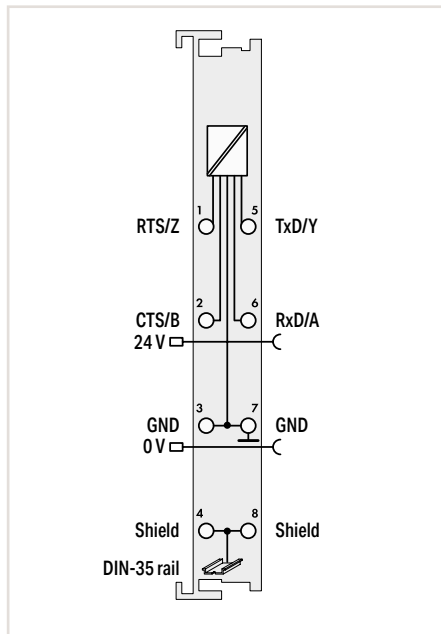 1 5
RTS/Z TxD/Y
2 6
CTS/B RxD/A
24 V
3 7
GND GND
0 V
4 8
Shield Shield
DIN-35 rail